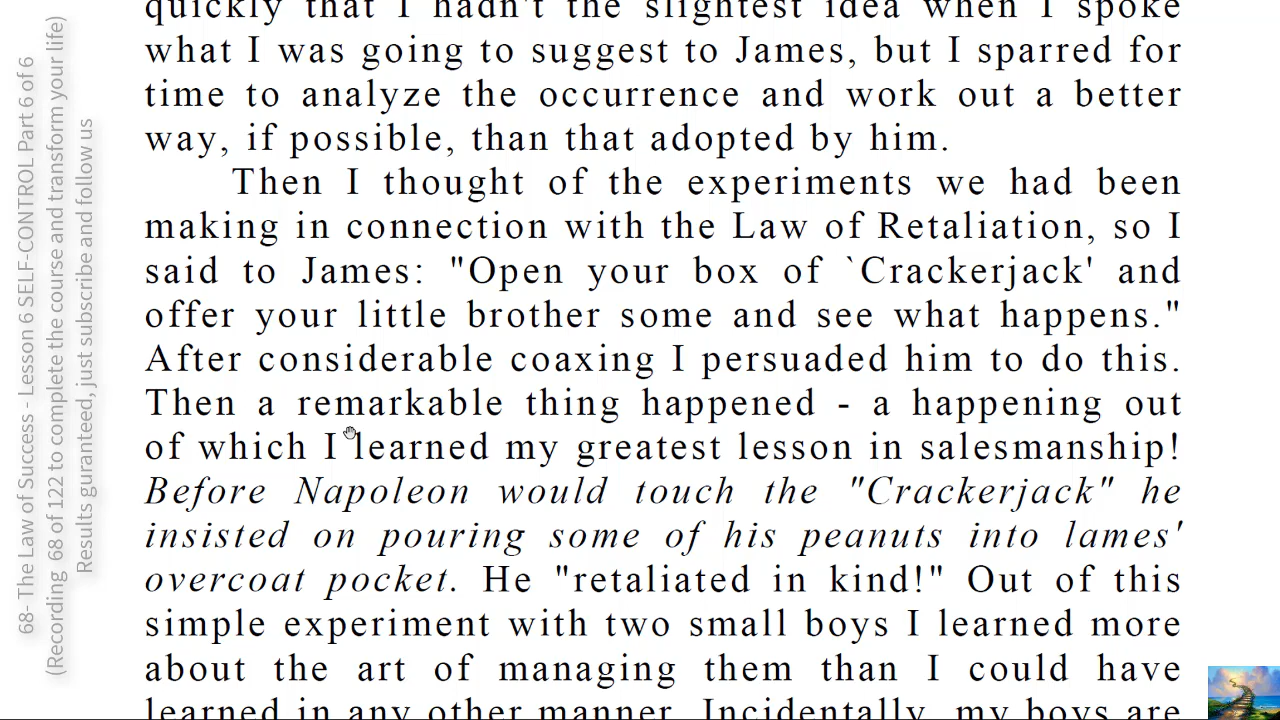 68- The Law of Success - Lesson 6 SELF-CONTROL Part 6 of 6
(Recording  68 of 122 to complete the course and transform your life)
Results guranteed, just subscribe and follow us
quickly that I hadn't the slightest idea when I spoke
what I was going to suggest to James, but I sparred for
time to analyze the occurrence and work out a better
way, if possible, than that adopted by him.
Then I thought of the experiments we had been
making in connection with the Law of Retaliation, so I
said to James: "Open your box of `Crackerjack' and
offer your little brother some and see what happens."
After considerable coaxing I persuaded him to do this.
Then a remarkable thing happened - a happening out
of which I learned my greatest lesson in salesmanship!
Before Napoleon would touch the "Crackerjack" he
insisted on pouring some of his peanuts into lames'
overcoat pocket. He "retaliated in kind!" Out of this
simple experiment with two small boys I learned more
about the art of managing them than I could have
learned in any other manner. Incidentally, my boys are